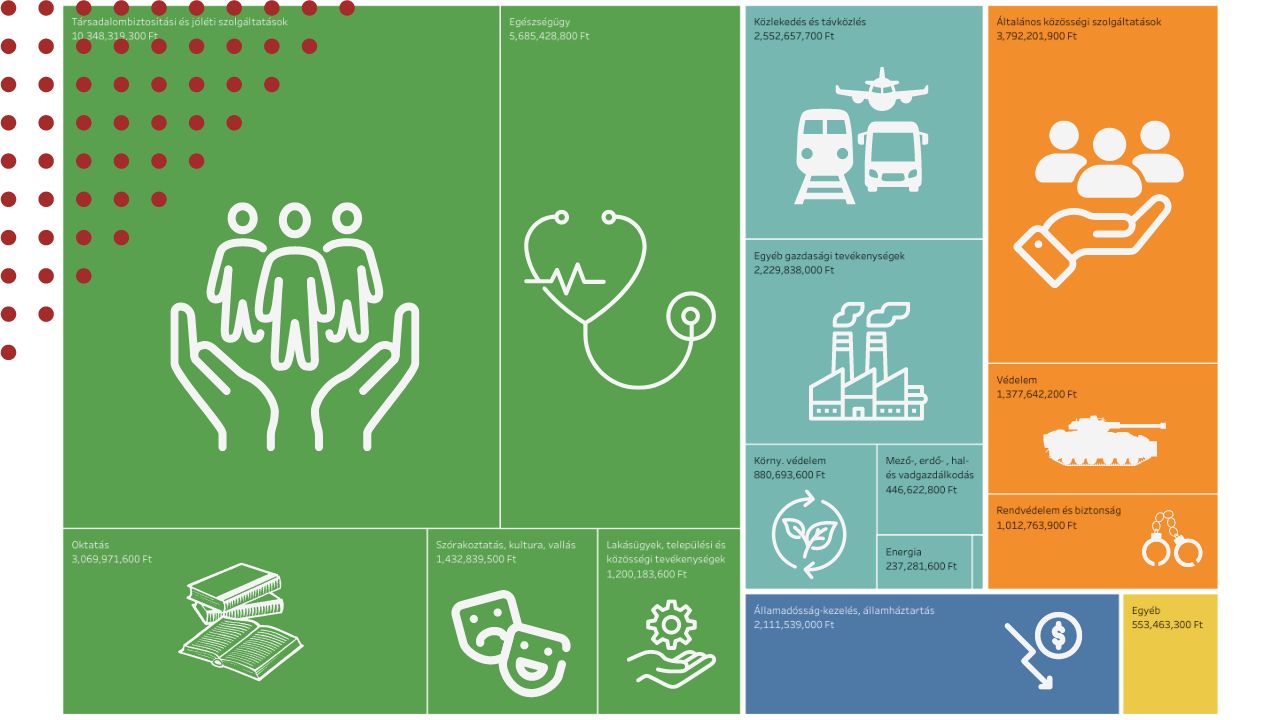 Társadalombiztosítási és jóléti szolgáltatások
10 348,319,300 Ft
Egészségügy
5,685,428,800 Ft
Közlekedés és távközlés
2,552,657,700 Ft
Általános közösségi szolgáltatások
3,792,201,900 Ft
Egyéb gazdasági tevékenységek
2,229,838,000 Ft
Védelem
1,377,642,200 Ft
Körny. védelem
880,693,600 Ft
Mező-, erdő- , hal-
és vadgazdálkodás
446,622,800 Ft
Rendvédelem és biztonság
1,012,763,900 Ft
Energia
237,281,600 Ft
Oktatás
3,069,971,600 Ft
Szórakoztatás, kultura, vallás
1,432,839,500 Ft
Lakásügyek, települési és
közösségi tevékenységek
1,200,183,600 Ft
Államadósság-kezelés, államháztartás
2,111,539,000 Ft
$
Egyéb
553,463,300 Ft